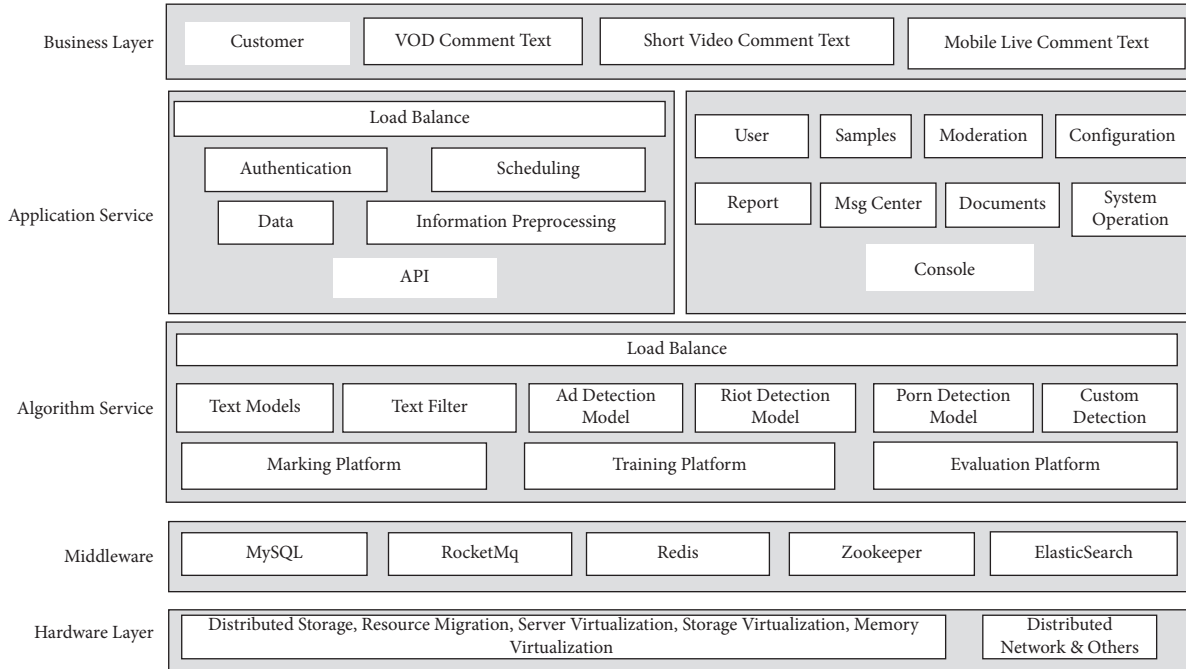 Business Layer
Customer
VOD Comment Text
Short Video Comment Text
Mobile Live Comment Text
Application Service
Load Balance
Authentication
Scheduling
Data
Information Preprocessing
API
User
Samples
Moderation
Configuration
Report
Msg Center
Documents
System
Operation
Console
Algorithm Service
Load Balance
Text Models
Text Filter
Ad Detection
Model
Riot Detection
Model
Porn Detection
Model
Custom
Detection
Marking Platform
Training Platform
Evaluation Platform
Middleware
MySQL
RocketMq
Redis
Zookeeper
ElasticSearch
Hardware Layer
Distributed Storage, Resource Migration, Server Virtualization, Storage Virtualization, Memory
Virtualization
Distributed
Network & Others